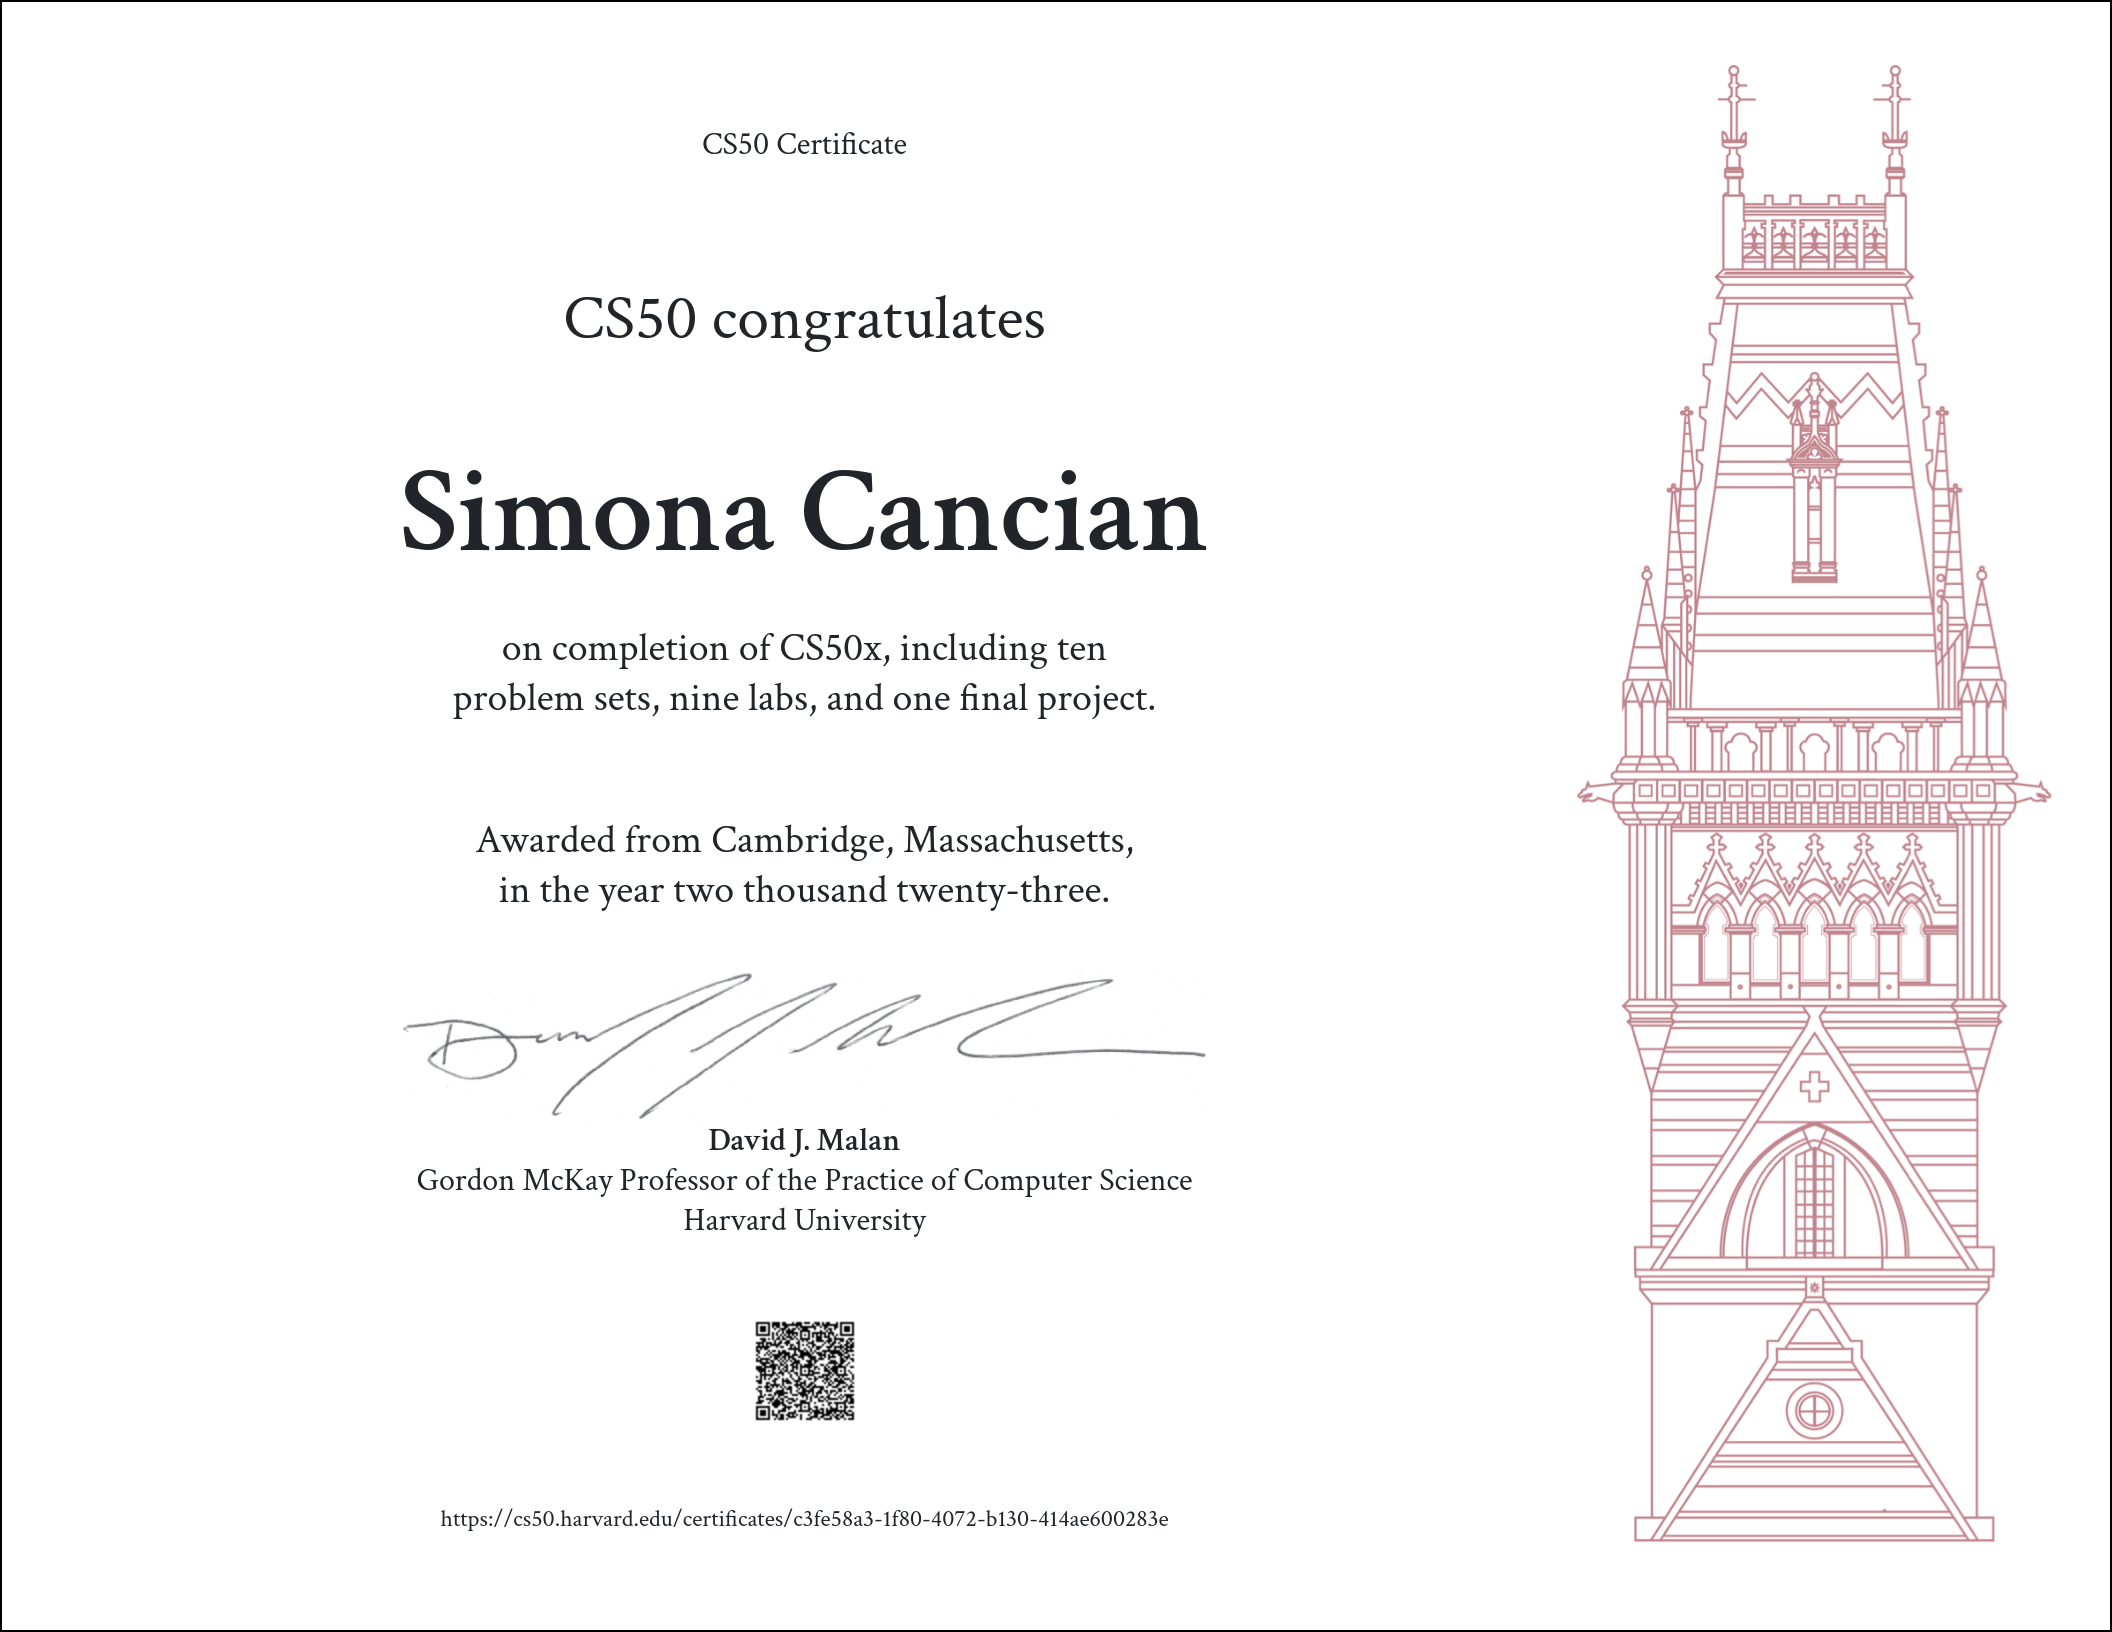 CS50 Certificate
CS50 congratulates
Simona Cancian
on completion of CS50x, including ten
problem sets, nine labs, and one final project.
Awarded from Cambridge, Massachusetts,
in the year two thousand twenty-three.
David J. Malan
Gordon McKay Professor of the Practice of Computer Science
Harvard University
https://cs50.harvard.edu/certificates/c3fe58a3-1f80-4072-b130-414ae600283e